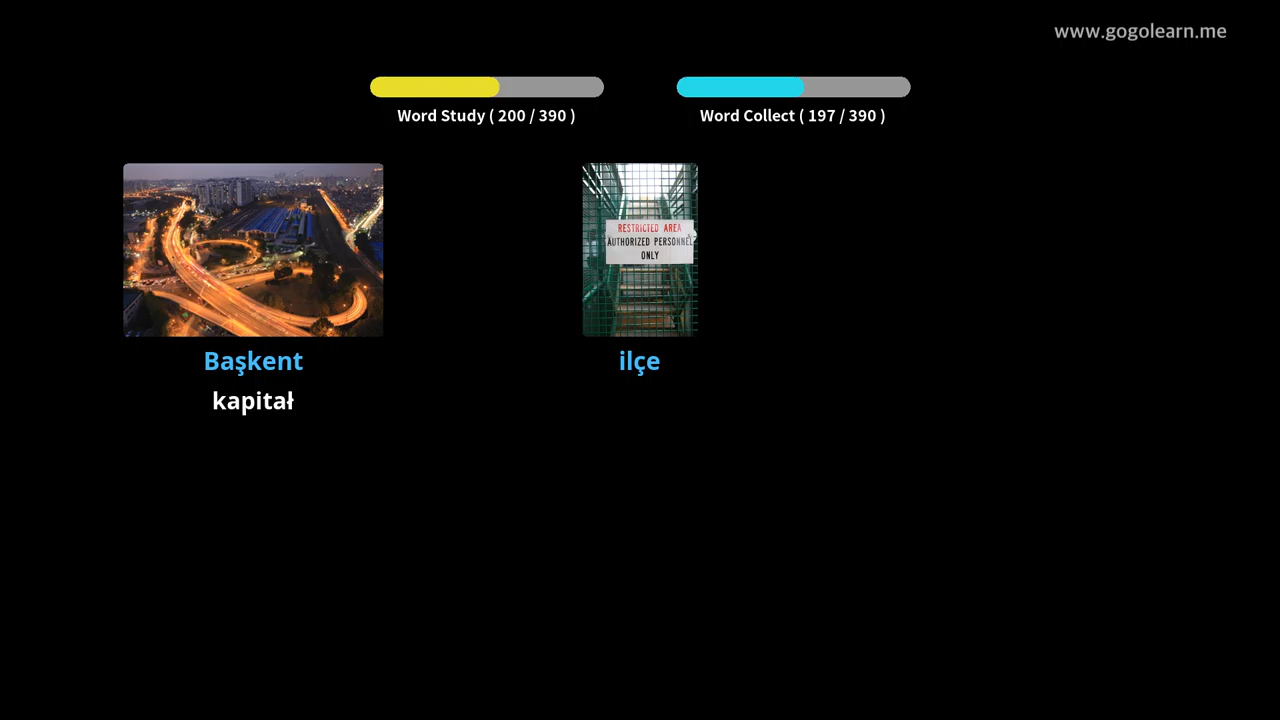 www.gogolearn.me
Word Study ( 200 / 390 )
Word Collect ( 197 / 390 )
RESTRICTED AREA
AUTHORIZED PERSONNEL
ONLY
Başkent
ilçe
kapitał